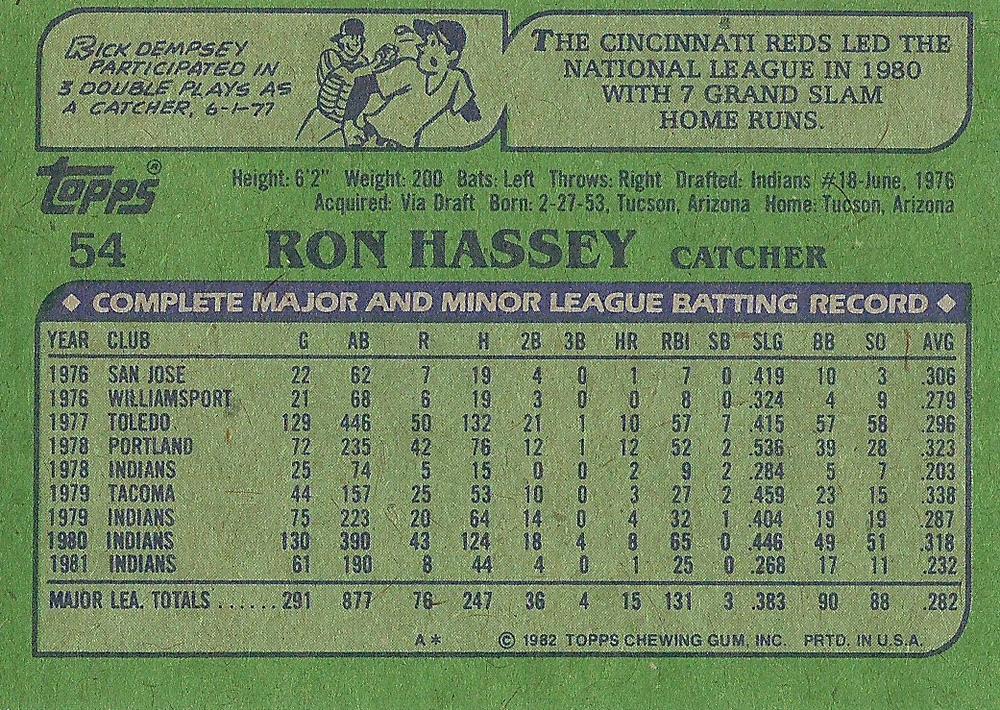 RICK DEMPSEY
PARTICIPATED IN
3 DOUBLE PLAYS AS
A CATCHER, 6-1-77
THE CINCINNATI REDS LED THE
NATIONAL LEAGUE IN 1980
WITH 7 GRAND SLAM
HOME RUNS.
topps®
Height: 6'2" Weight: 200 Bats: Left Throws: Right Drafted: Indians #18-June, 1976
Acquired: Via Draft Born: 2-27-53, Tucson, Arizona Home: Tucson, Arizona
54 RON HASSEY CATCHER
◆ COMPLETE MAJOR AND MINOR LEAGUE BATTING RECORD ◆
YEAR CLUB G AB R H 2B 3B HR RBI SB SLG BB SO AVG
1976 SAN JOSE 22 62 7 19 4 0 1 7 0 .419 10 3 .306
1976 WILLIAMSPORT 21 68 6 19 3 0 0 8 0 .324 4 9 .279
1977 TOLEDO 129 446 50 132 21 1 10 57 7 .415 57 58 .296
1978 PORTLAND 72 235 42 76 12 1 12 52 2 .536 39 28 .323
1978 INDIANS 25 74 5 15 0 0 2 9 2 .284 5 7 .203
1979 TACOMA 44 157 25 53 10 0 3 27 2 .459 23 15 .338
1979 INDIANS 75 223 20 64 14 0 4 32 1 .404 19 19 .287
1980 INDIANS 130 390 43 124 18 4 8 65 0 .446 49 51 .318
1981 INDIANS 61 190 8 44 4 0 1 25 0 .268 17 11 .232
MAJOR LEA. TOTALS ......291 877 76 247 36 4 15 131 3 .383 90 88 .282
A* © 1982 TOPPS CHEWING GUM, INC. PRTD. IN U.S.A.